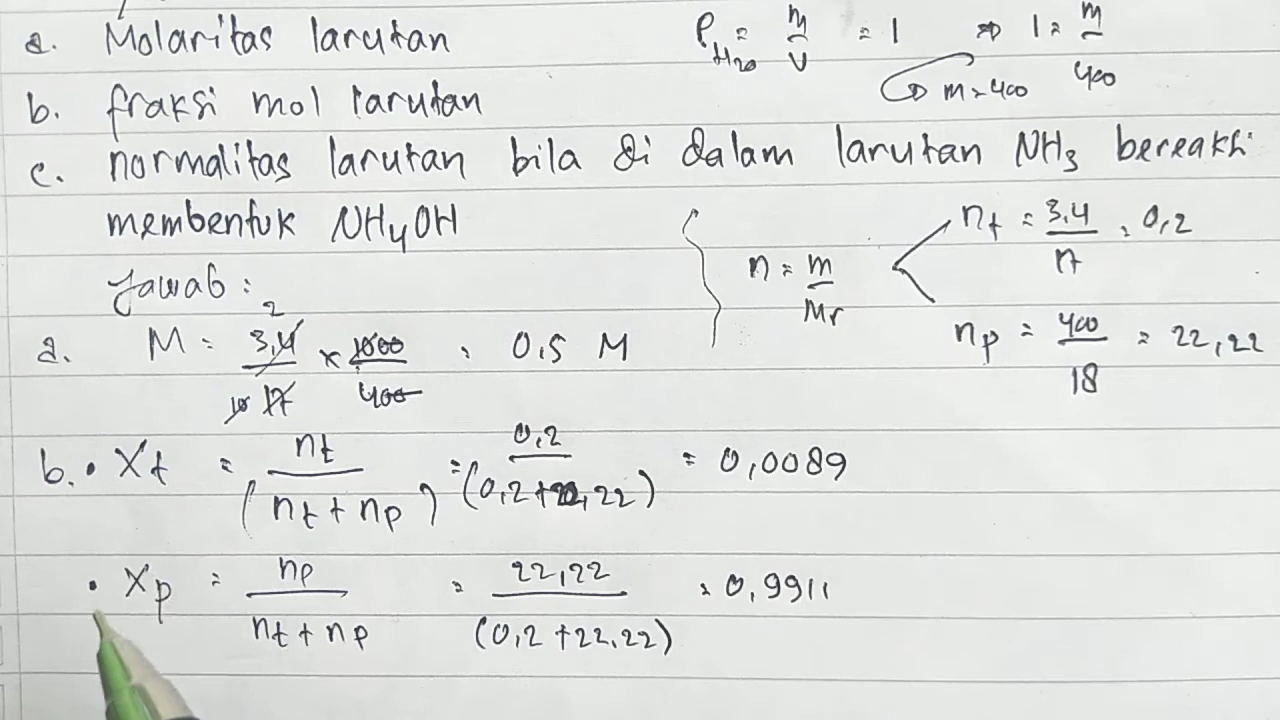 a. Molaritas larutan
ρH₂O = m/V = 1 ⇒ 1 = m/400
↪ m = 400
b. fraksi mol larutan
c. normalitas larutan bila di dalam larutan NH₃ bereaksi
membentuk NH₄OH
n = m/Mr
nt = 3,4/17 = 0,2
np = 400/18 = 22,22
Jawab :
a. M = 3,4/17 × 1000/400 = 0,5 M
b. • Xt = nt/(nt + np) = 0,2/(0,2 + 22,22) = 0,0089
• Xp = np/nt + np = 22,22/(0,2 + 22,22) = 0,9911